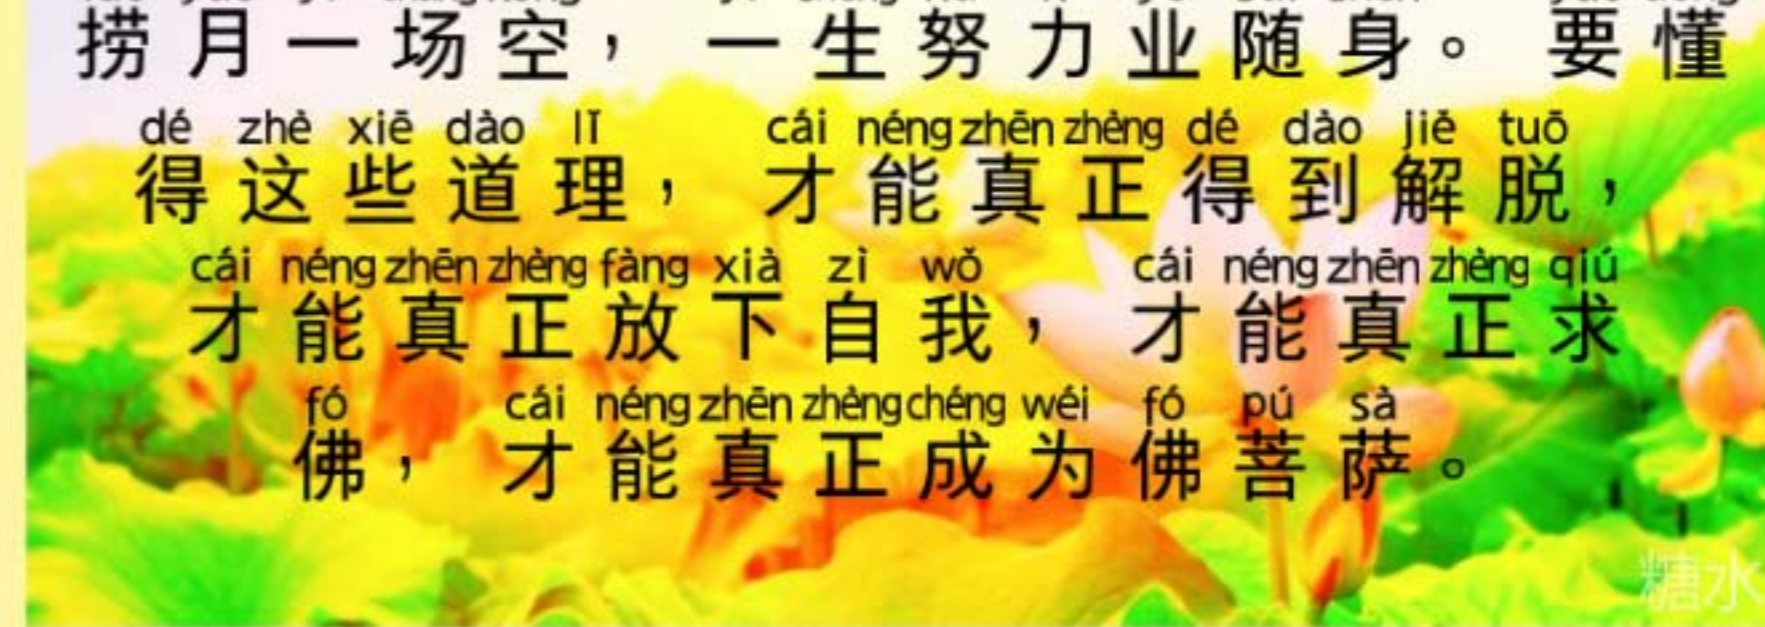 捞月一场空，一生努力业随身。要懂
dé zhè xiē dào lǐ cái néng zhēn zhèng dé dào jiě tuō
得这些道理，才能真正得到解脱，
cái néng zhēn zhèng fàng xià zì wǒ cái néng zhēn zhèng qiú
才能真正放下自我，才能真正求
fó cái néng zhēn zhèng chéng wéi fó pú sà
佛，才能真正成为佛菩萨。
糖水